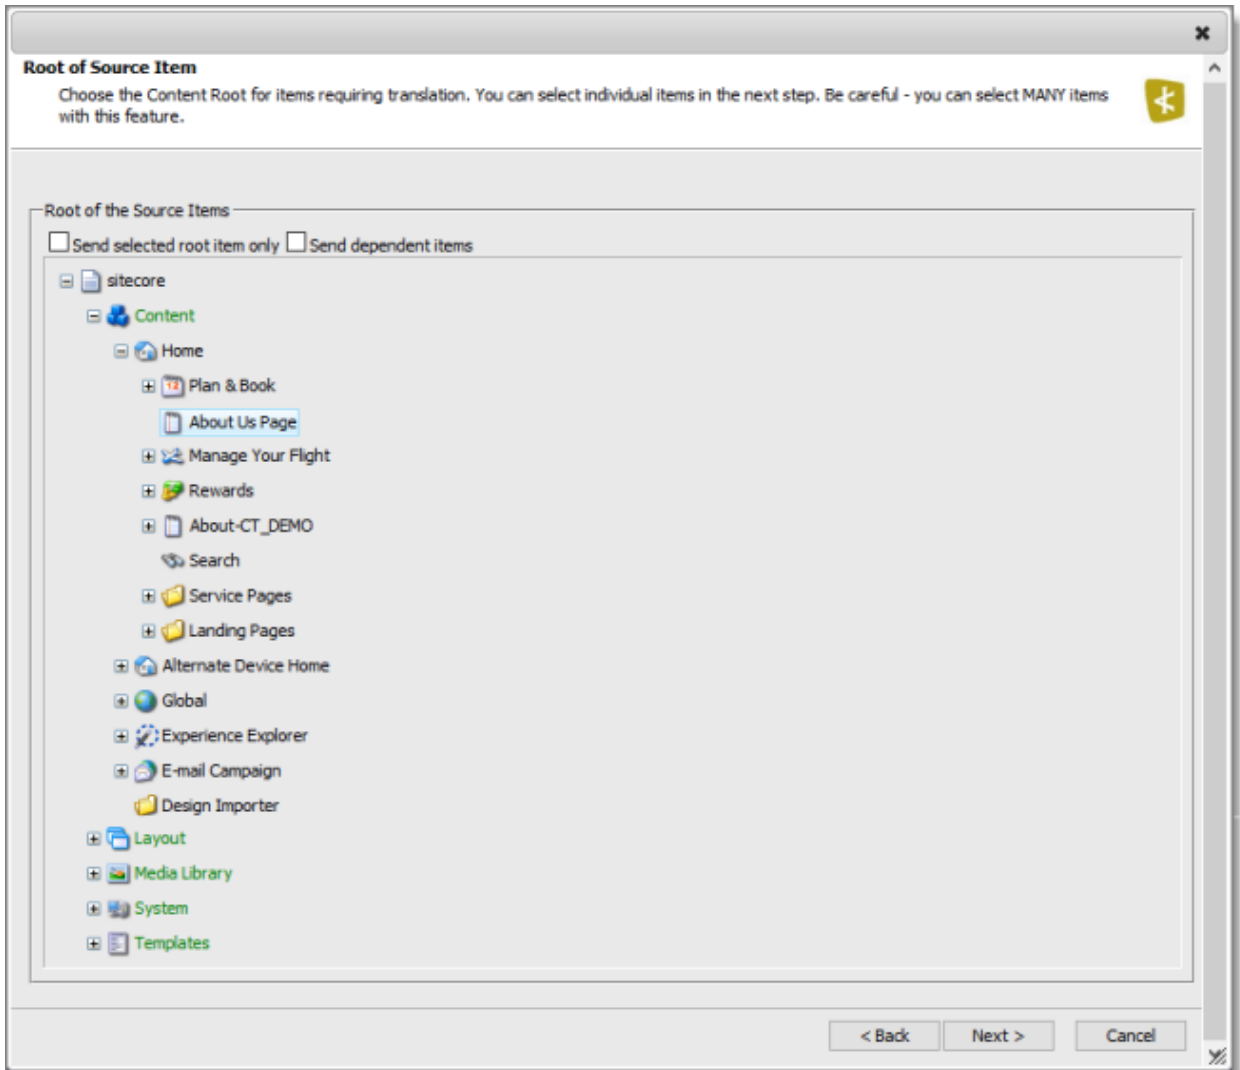 Root of Source Item
Choose the Content Root for items requiring translation. You can select individual items in the next step. Be careful - you can select MANY items
with this feature.
Root of the Source Items
Send selected root item only Send dependent items
sitecore
Content
Home
12 Plan & Book
About Us Page
Manage Your Flight
Rewards
About-CT_DEMO
Search
Service Pages
Landing Pages
Alternate Device Home
Global
Experience Explorer
E-mail Campaign
Design Importer
Layout
Media Library
System
Templates
< Back Next > Cancel